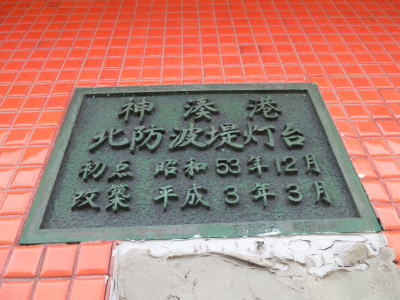 神湊港
北防波堤灯台
初点 昭和53年12月
改築 平成3年3月